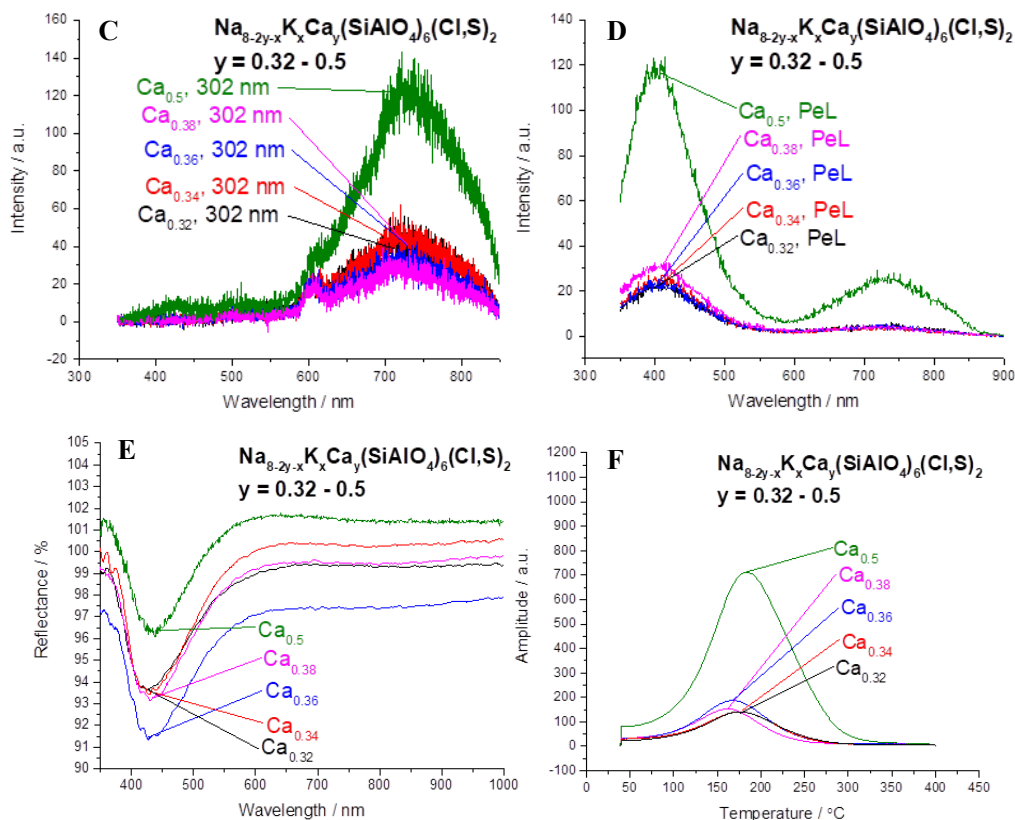 C
Na8-2y-xKxCay(SiAlO4)6(Cl,S)2
y = 0.32 - 0.5
Ca0.5, 302 nm
Ca0.38, 302 nm
Ca0.36, 302 nm
Ca0.34, 302 nm
Ca0.32, 302 nm
160
140
120
100
80
60
40
20
0
-20
Intensity / a.u.
300 400 500 600 700 800
Wavelength / nm
D
Na8-2y-xKxCay(SiAlO4)6(Cl,S)2
y = 0.32 - 0.5
Ca0.5, PeL
Ca0.38, PeL
Ca0.36, PeL
Ca0.34, PeL
Ca0.32, PeL
140
120
100
80
60
40
20
0
Intensity / a.u.
300 400 500 600 700 800 900
Wavelength / nm
E
Na8-2y-xKxCay(SiAlO4)6(Cl,S)2
y = 0.32 - 0.5
Ca0.5
Ca0.38
Ca0.36
Ca0.34
Ca0.32
105
104
103
102
101
100
99
98
97
96
95
94
93
92
91
90
Reflectance / %
400 500 600 700 800 900 1000
Wavelength / nm
F
Na8-2y-xKxCay(SiAlO4)6(Cl,S)2
y = 0.32 - 0.5
Ca0.5
Ca0.38
Ca0.36
Ca0.34
Ca0.32
1200
1100
1000
900
800
700
600
500
400
300
200
100
0
-100
Amplitude / a.u.
0 50 100 150 200 250 300 350 400 450
Temperature / °C